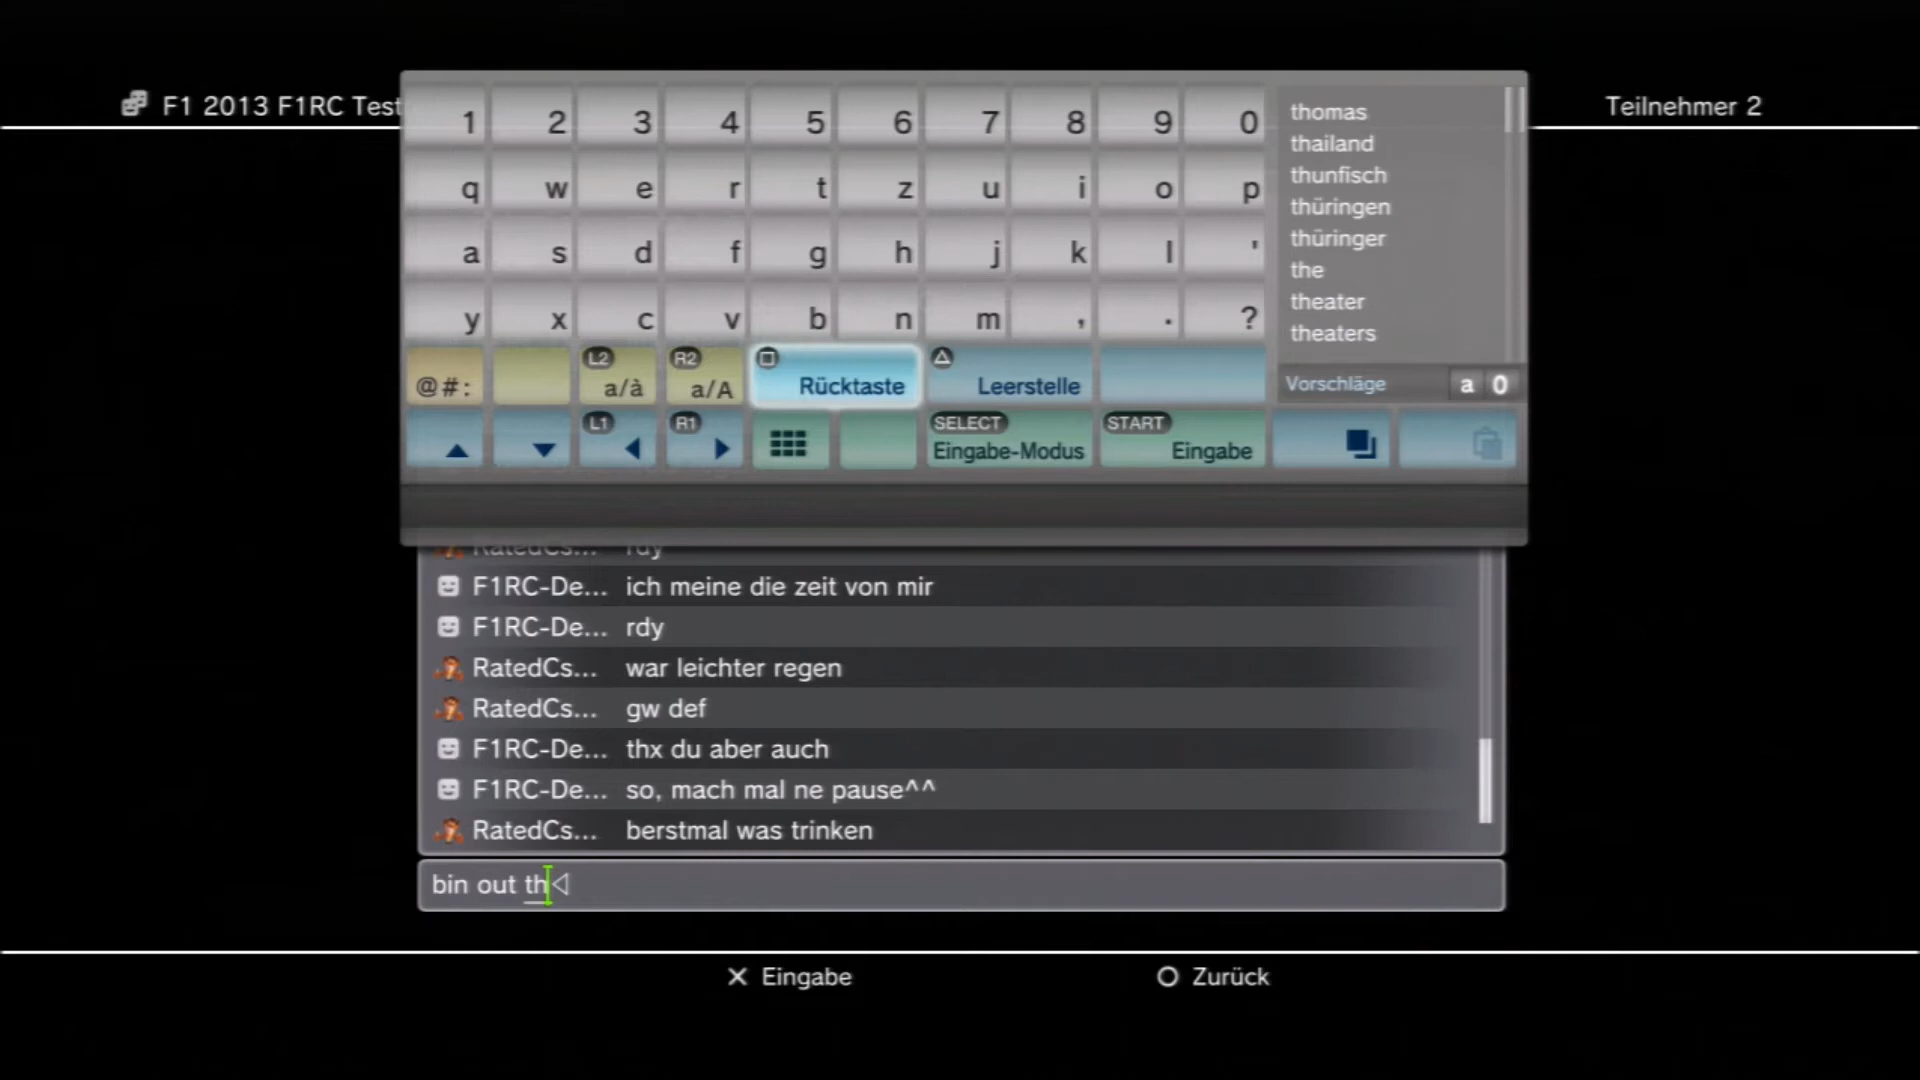 F1 2013 F1RC Test
Teilnehmer 2
1 2 3 4 5 6 7 8 9 0
q w e r t z u i o p
a s d f g h j k l '
y x c v b n m , . ?
@#: L2 a/à R2 a/A Rücktaste Leerstelle
L1 R1 SELECT Eingabe-Modus START Eingabe
thomas
thailand
thunfisch
thüringen
thüringer
the
theater
theaters
Vorschläge a 0
RatedCs... rdy
F1RC-De... ich meine die zeit von mir
F1RC-De... rdy
RatedCs... war leichter regen
RatedCs... gw def
F1RC-De... thx du aber auch
F1RC-De... so, mach mal ne pause^^
RatedCs... berstmal was trinken
bin out th
Eingabe
Zurück